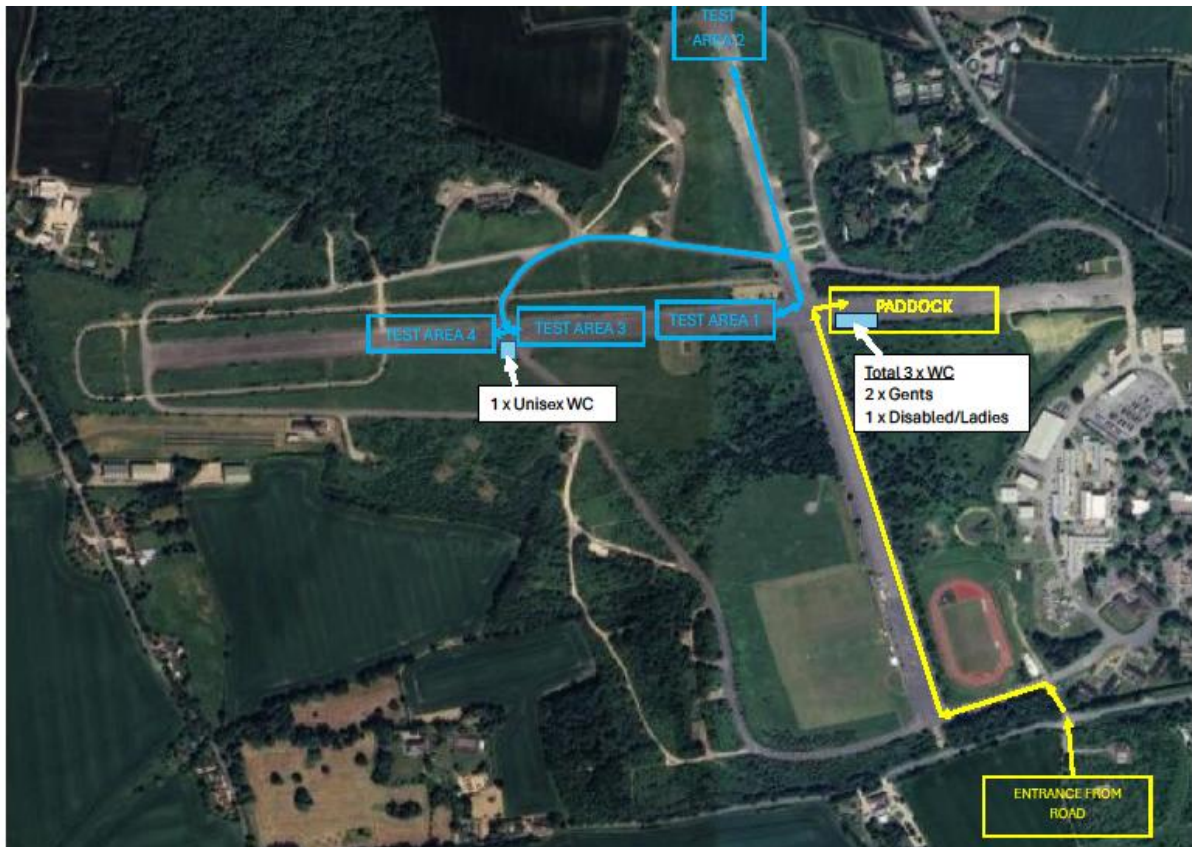 TEST
AREA 2
TEST AREA 4
TEST AREA 3
TEST AREA 1
PADDOCK
1 x Unisex WC
Total 3 x WC
2 x Gents
1 x Disabled/Ladies
ENTRANCE FROM
ROAD